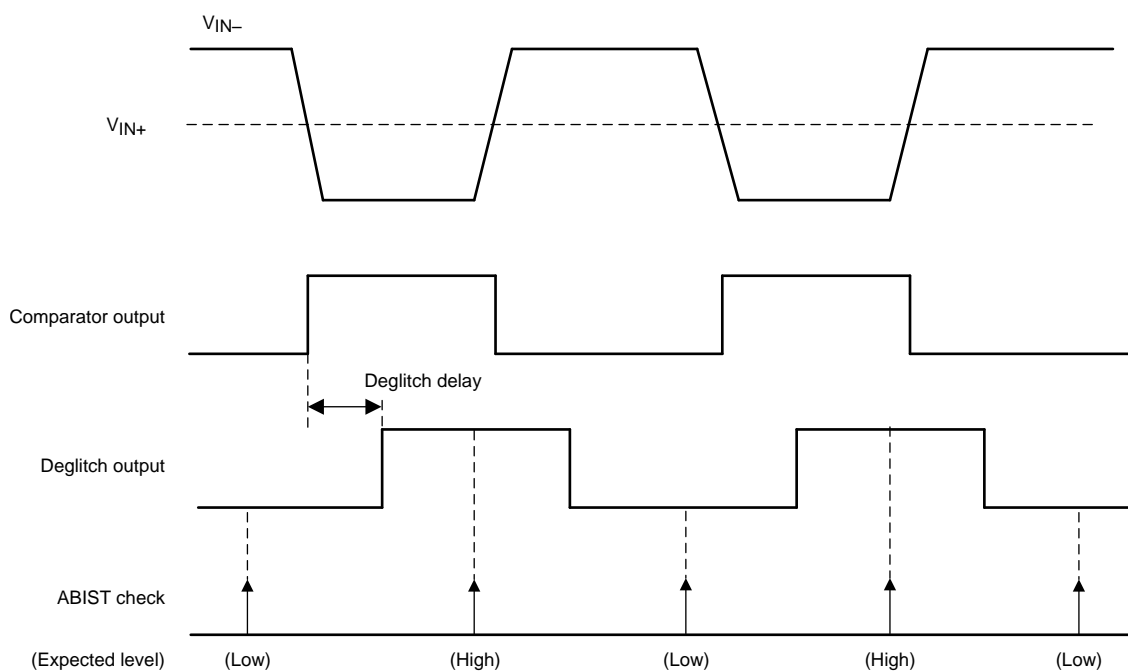 VIN–
VIN+
Comparator output
Deglitch delay
Deglitch output
ABIST check
(Expected level) (Low) (High) (Low) (High) (Low)